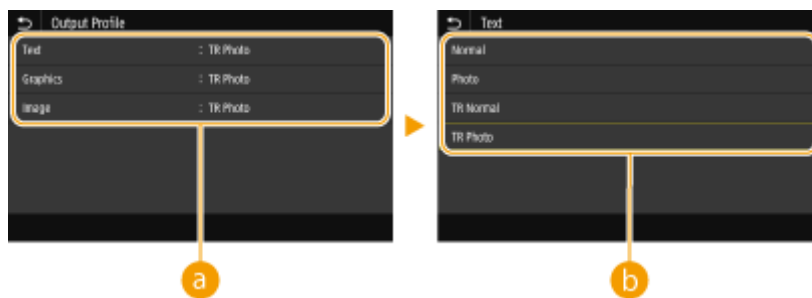 Output Profile
Text : TR Photo
Graphics : TR Photo
Image : TR Photo
a
Text
Normal
Photo
TR Normal
TR Photo
b